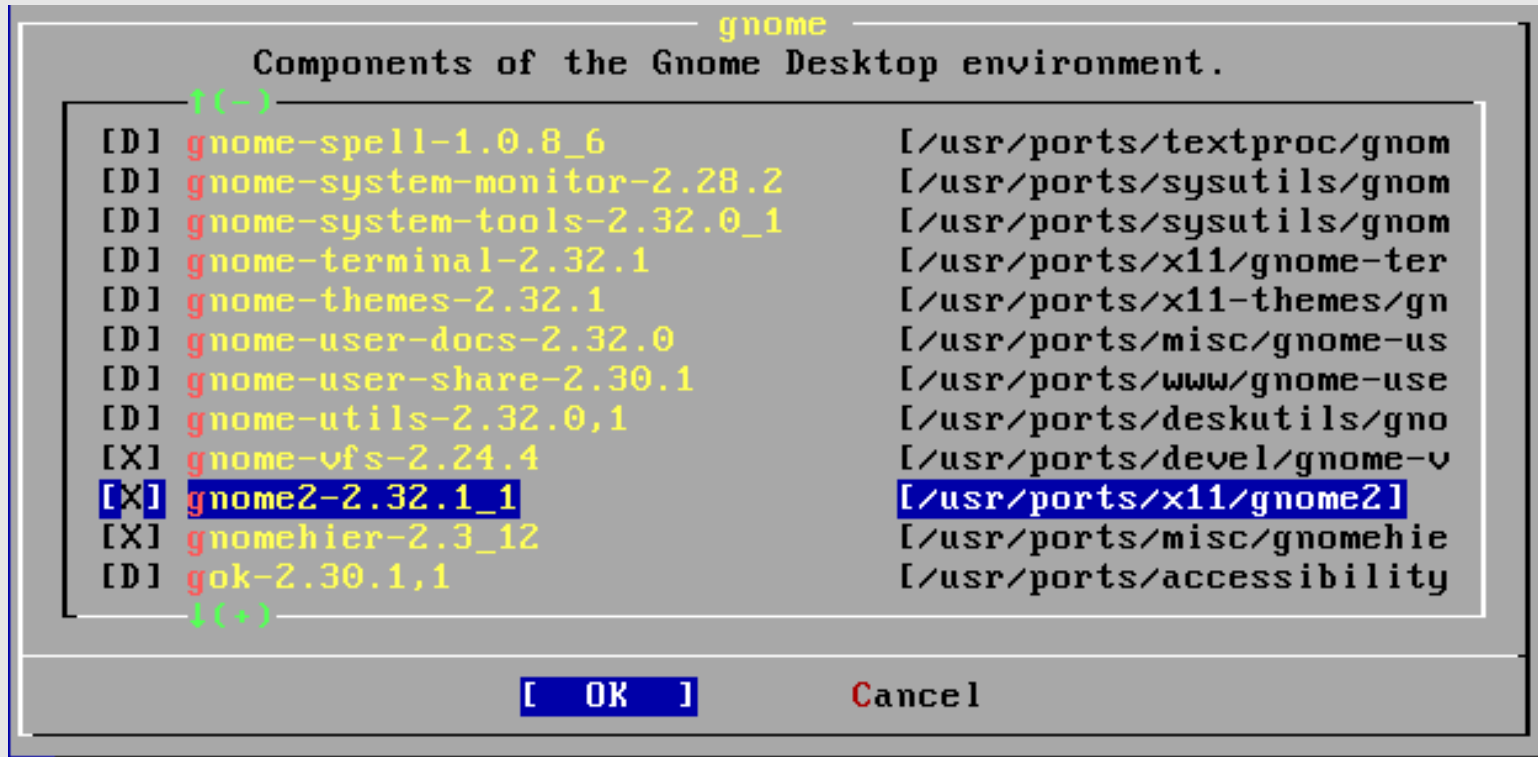 gnome
Components of the Gnome Desktop environment.
↑(-)
[D] gnome-spell-1.0.8_6 [/usr/ports/textproc/gnom
[D] gnome-system-monitor-2.28.2 [/usr/ports/sysutils/gnom
[D] gnome-system-tools-2.32.0_1 [/usr/ports/sysutils/gnom
[D] gnome-terminal-2.32.1 [/usr/ports/x11/gnome-ter
[D] gnome-themes-2.32.1 [/usr/ports/x11-themes/gn
[D] gnome-user-docs-2.32.0 [/usr/ports/misc/gnome-us
[D] gnome-user-share-2.30.1 [/usr/ports/www/gnome-use
[D] gnome-utils-2.32.0,1 [/usr/ports/deskutils/gno
[X] gnome-vfs-2.24.4 [/usr/ports/devel/gnome-v
[X] gnome2-2.32.1_1 [/usr/ports/x11/gnome2]
[X] gnomehier-2.3_12 [/usr/ports/misc/gnomehie
[D] gok-2.30.1,1 [/usr/ports/accessibility
↓(+)
[ OK ] Cancel